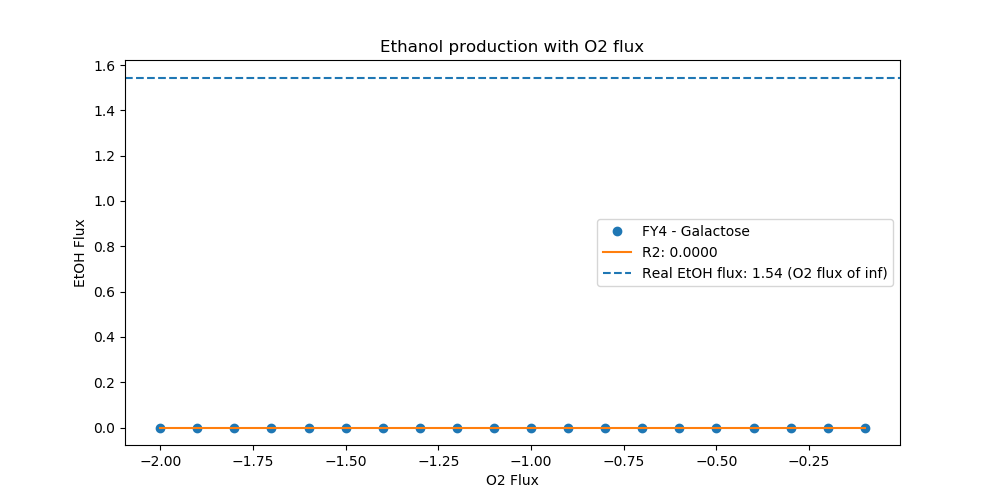 Ethanol production with O2 flux
EtOH Flux
1.6
1.4
1.2
1.0
0.8
0.6
0.4
0.2
0.0
FY4 - Galactose
R2: 0.0000
Real EtOH flux: 1.54 (O2 flux of inf)
−2.00
−1.75
−1.50
−1.25
−1.00
−0.75
−0.50
−0.25
O2 Flux